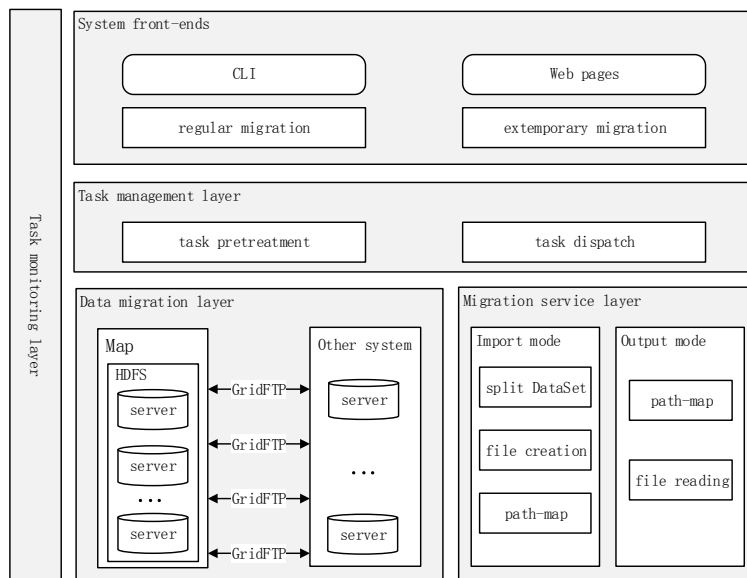 Task monitoring layer
System front-ends
CLI
Web pages
regular migration
extemporary migration
Task management layer
task pretreatment
task dispatch
Data migration layer
Map
HDFS
server
server
...
server
GridFTP
GridFTP
GridFTP
GridFTP
Other system
server
...
server
Migration service layer
Import mode
split DataSet
file creation
path-map
Output mode
path-map
file reading